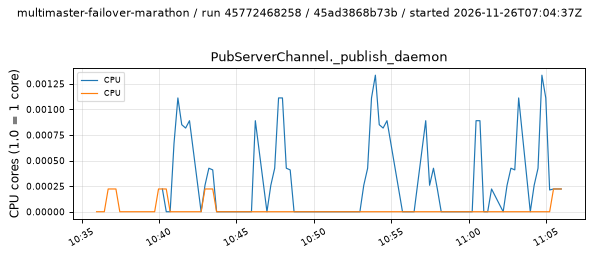 multimaster-failover-marathon / run 45772468258 / 45ad3868b73b / started 2026-11-26T07:04:37Z
PubServerChannel._publish_daemon
CPU
CPU
CPU cores (1.0 = 1 core)
0.00125
0.00100
0.00075
0.00050
0.00025
0.00000
10:35
10:40
10:45
10:50
10:55
11:00
11:05